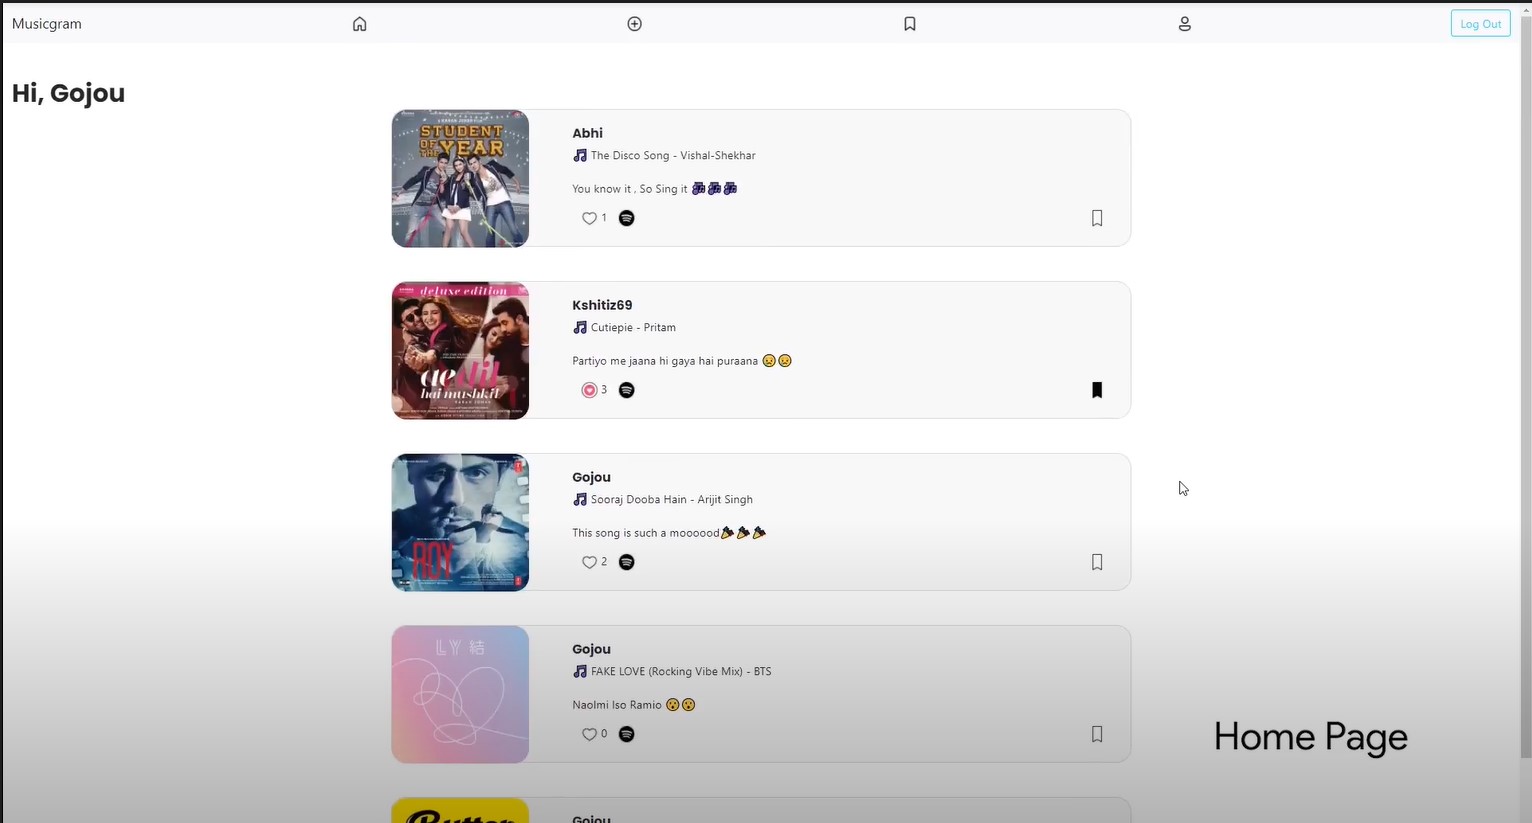 Musicgram
Log Out
Hi, Gojou
STUDENT
OF THE YEAR
Abhi
🎵 The Disco Song - Vishal-Shekhar
You know it , So Sing it 🎶🎶🎶
1
deluxe edition
ae dil
hai mushkil
KARAN JOHAR
Kshitiz69
🎵 Cutiepie - Pritam
Partiyo me jaana hi gaya hai puraana 😣😣
3
ROY
Gojou
🎵 Sooraj Dooba Hain - Arijit Singh
This song is such a moooood🎉🎉🎉
2
LY 結
Gojou
🎵 FAKE LOVE (Rocking Vibe Mix) - BTS
Naolmi Iso Ramio 😮😮
0
Home Page
Butter
Gojou